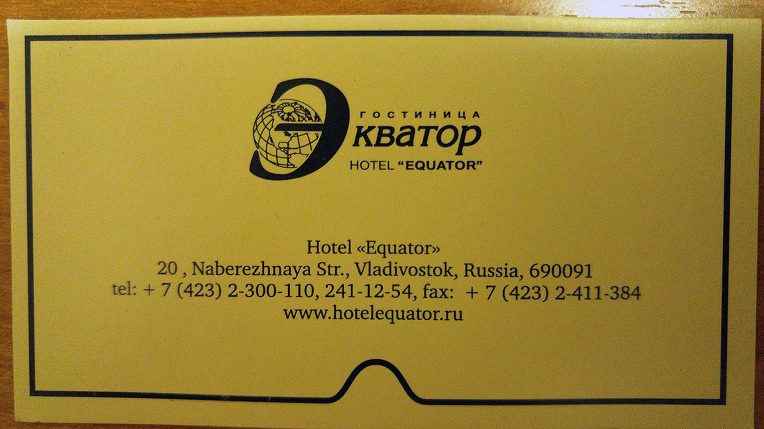 ГОСТИНИЦА
Экватор
HOTEL “EQUATOR”
Hotel «Equator»
20 , Naberezhnaya Str., Vladivostok, Russia, 690091
tel: + 7 (423) 2-300-110, 241-12-54, fax:  + 7 (423) 2-411-384
www.hotelequator.ru